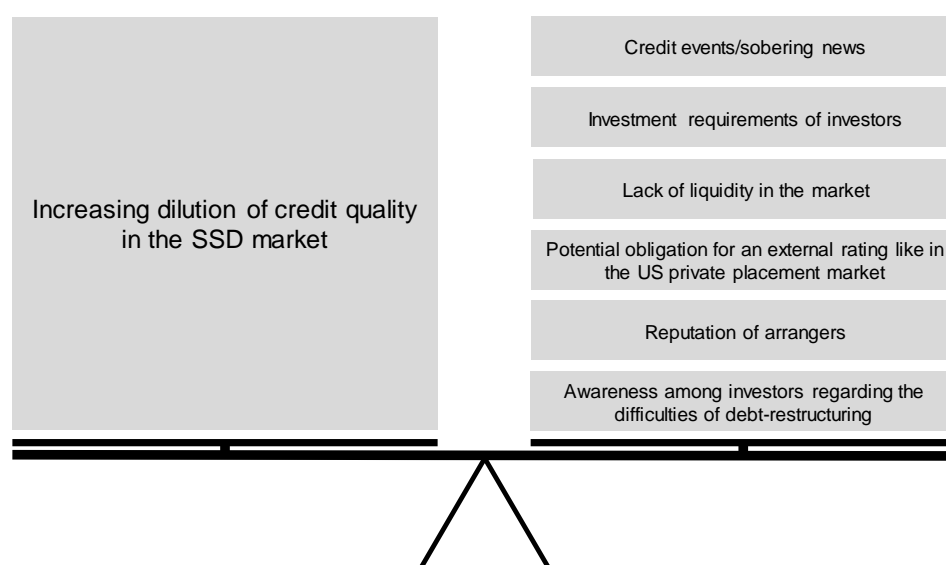 Increasing dilution of credit quality
in the SSD market
Credit events/sobering news
Investment requirements of investors
Lack of liquidity in the market
Potential obligation for an external rating like in
the US private placement market
Reputation of arrangers
Awareness among investors regarding the
difficulties of debt-restructuring